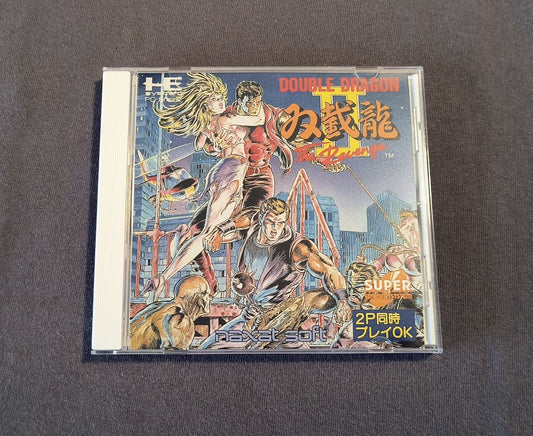 HE
SYSTEM
DOUBLE DRAGON
II
双截龍
The Revenge
TM
SUPER
2P同時
プレイOK
naxat soft